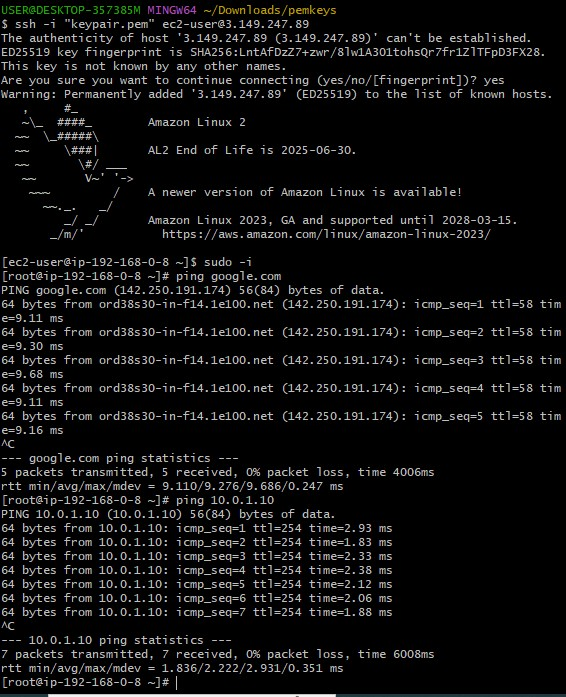 USER@DESKTOP-357385M MINGW64 ~/Downloads/pemkeys
$ ssh -i "keypair.pem" ec2-user@3.149.247.89
The authenticity of host '3.149.247.89 (3.149.247.89)' can't be established.
ED25519 key fingerprint is SHA256:LntAfDzZ7+zwr/8lw1A3O1tohsQr7fr1ZlTFpD3FX28.
This key is not known by any other names.
Are you sure you want to continue connecting (yes/no/[fingerprint])? yes
Warning: Permanently added '3.149.247.89' (ED25519) to the list of known hosts.
   ,     #_
   ~\_  ####_        Amazon Linux 2
  ~~  \_#####\
  ~~     \###|       AL2 End of Life is 2025-06-30.
  ~~       \#/ ___
   ~~       V~' '->
    ~~~         /    A newer version of Amazon Linux is available!
      ~~._.   _/
         _/ _/       Amazon Linux 2023, GA and supported until 2028-03-15.
       _/m/'           https://aws.amazon.com/linux/amazon-linux-2023/
[ec2-user@ip-192-168-0-8 ~]$ sudo -i
[root@ip-192-168-0-8 ~]# ping google.com
PING google.com (142.250.191.174) 56(84) bytes of data.
64 bytes from ord38s30-in-f14.1e100.net (142.250.191.174): icmp_seq=1 ttl=58 tim
e=9.11 ms
64 bytes from ord38s30-in-f14.1e100.net (142.250.191.174): icmp_seq=2 ttl=58 tim
e=9.30 ms
64 bytes from ord38s30-in-f14.1e100.net (142.250.191.174): icmp_seq=3 ttl=58 tim
e=9.68 ms
64 bytes from ord38s30-in-f14.1e100.net (142.250.191.174): icmp_seq=4 ttl=58 tim
e=9.11 ms
64 bytes from ord38s30-in-f14.1e100.net (142.250.191.174): icmp_seq=5 ttl=58 tim
e=9.16 ms
^C
--- google.com ping statistics ---
5 packets transmitted, 5 received, 0% packet loss, time 4006ms
rtt min/avg/max/mdev = 9.110/9.276/9.686/0.247 ms
[root@ip-192-168-0-8 ~]# ping 10.0.1.10
PING 10.0.1.10 (10.0.1.10) 56(84) bytes of data.
64 bytes from 10.0.1.10: icmp_seq=1 ttl=254 time=2.93 ms
64 bytes from 10.0.1.10: icmp_seq=2 ttl=254 time=1.83 ms
64 bytes from 10.0.1.10: icmp_seq=3 ttl=254 time=2.33 ms
64 bytes from 10.0.1.10: icmp_seq=4 ttl=254 time=2.38 ms
64 bytes from 10.0.1.10: icmp_seq=5 ttl=254 time=2.12 ms
64 bytes from 10.0.1.10: icmp_seq=6 ttl=254 time=2.06 ms
64 bytes from 10.0.1.10: icmp_seq=7 ttl=254 time=1.88 ms
^C
--- 10.0.1.10 ping statistics ---
7 packets transmitted, 7 received, 0% packet loss, time 6008ms
rtt min/avg/max/mdev = 1.836/2.222/2.931/0.351 ms
[root@ip-192-168-0-8 ~]#